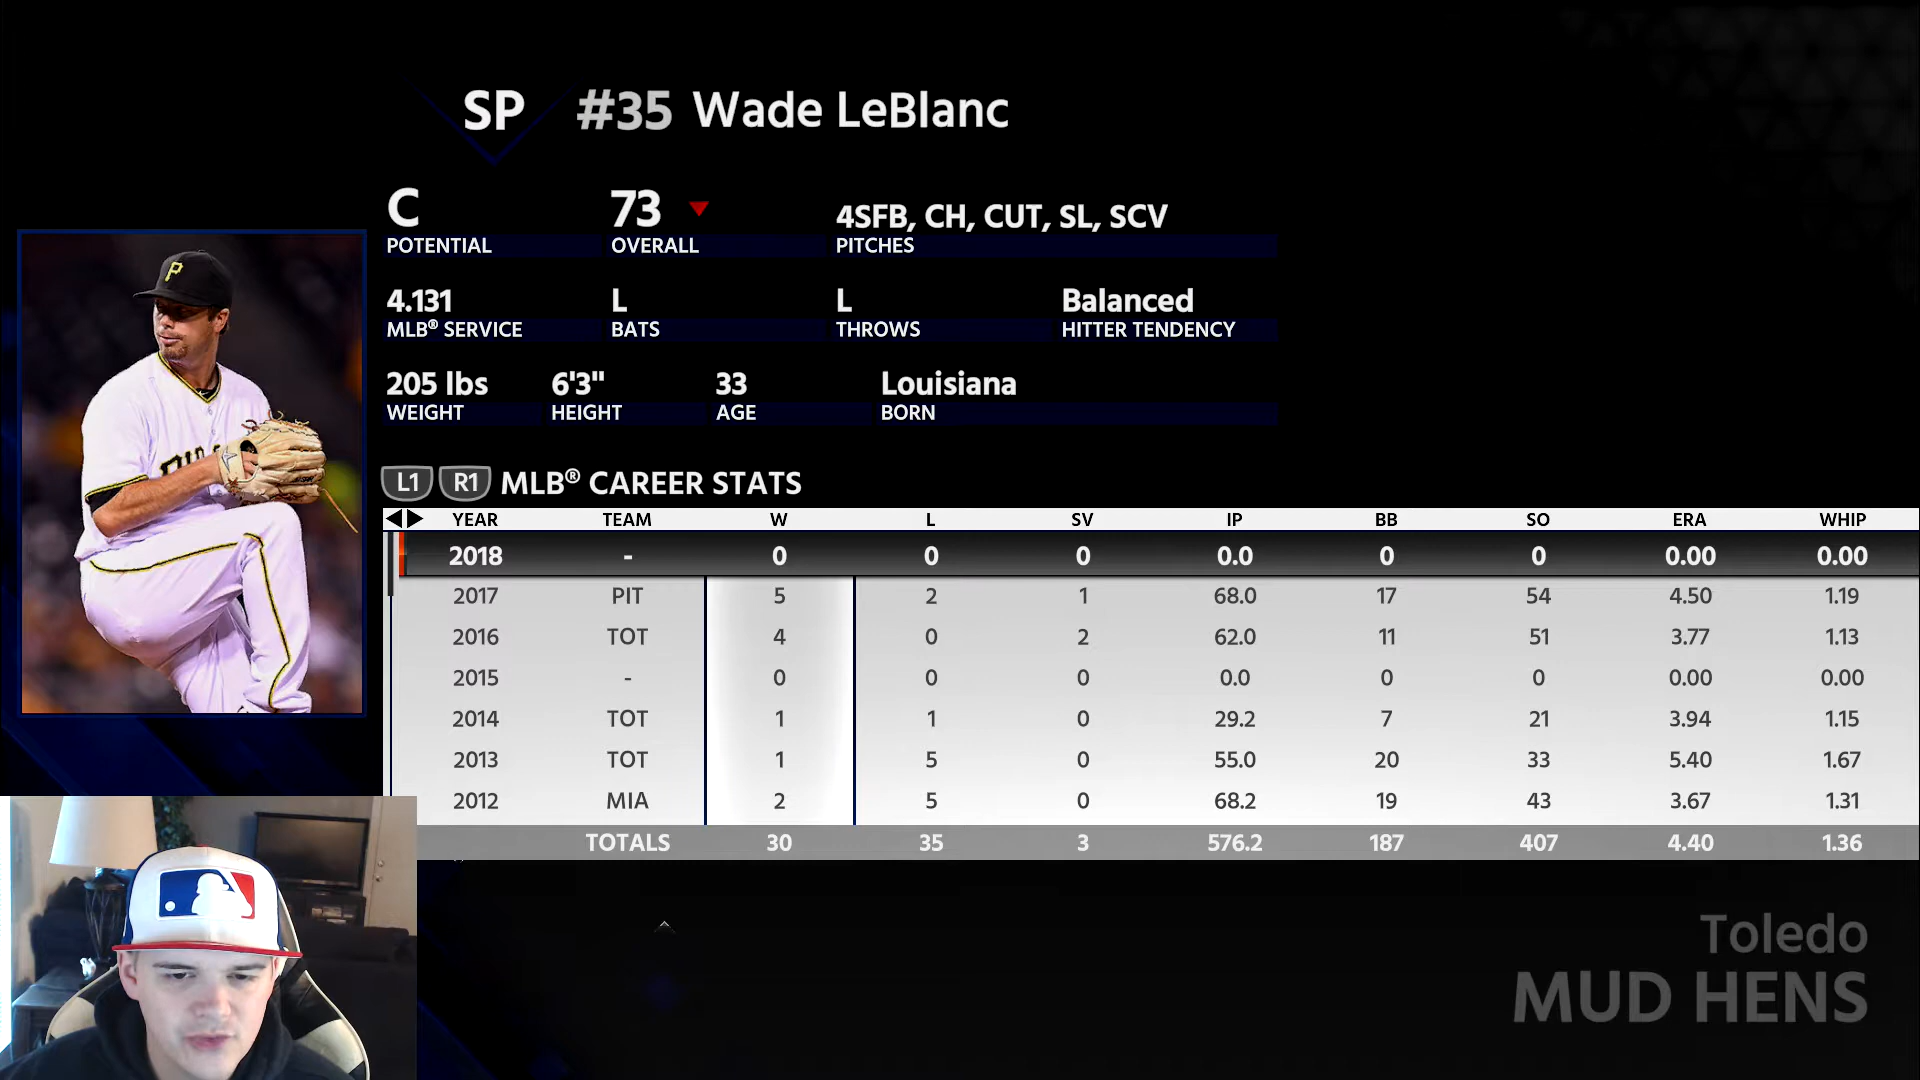 SP #35 Wade LeBlanc
C 73 4SFB, CH, CUT, SL, SCV
POTENTIAL OVERALL PITCHES
4.131 L L Balanced
MLB® SERVICE BATS THROWS HITTER TENDENCY
205 lbs 6'3" 33 Louisiana
WEIGHT HEIGHT AGE BORN
L1 R1 MLB® CAREER STATS
YEAR TEAM W L SV IP BB SO ERA WHIP
2018 - 0 0 0 0.0 0 0 0.00 0.00
2017 PIT 5 2 1 68.0 17 54 4.50 1.19
2016 TOT 4 0 2 62.0 11 51 3.77 1.13
2015 - 0 0 0 0.0 0 0 0.00 0.00
2014 TOT 1 1 0 29.2 7 21 3.94 1.15
2013 TOT 1 5 0 55.0 20 33 5.40 1.67
2012 MIA 2 5 0 68.2 19 43 3.67 1.31
TOTALS 30 35 3 576.2 187 407 4.40 1.36
Toledo
MUD HENS
P